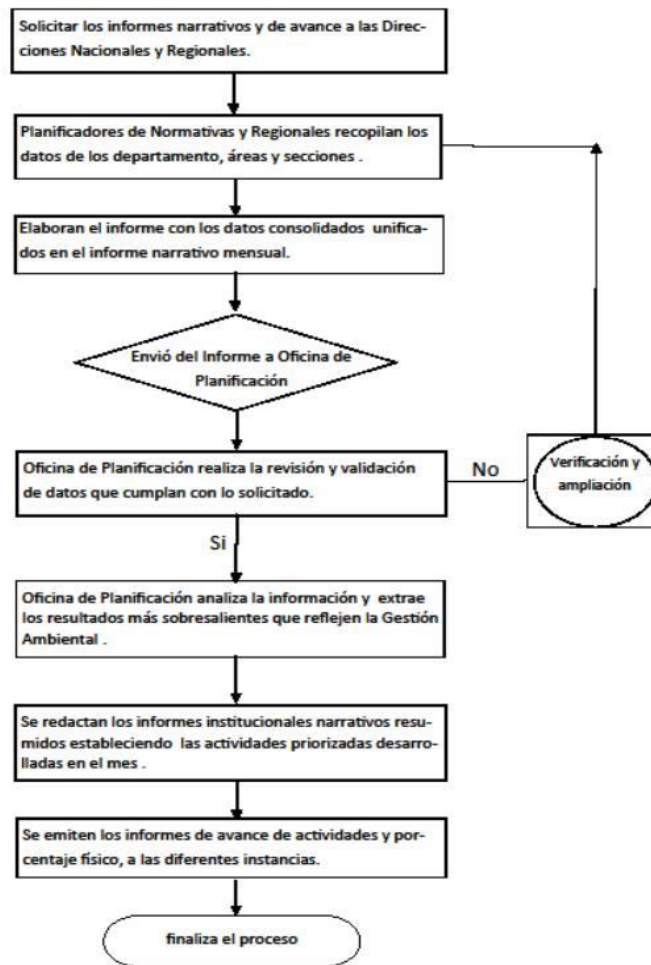 Solicitar los informes narrativos y de avance a las Direc-
ciones Nacionales y Regionales.
Planificadores de Normativas y Regionales recopilan los
datos de los departamento, áreas y secciones .
Elaboran el informe con los datos consolidados unifica-
dos en el informe narrativo mensual.
Envió del Informe a Oficina de
Planificación
Oficina de Planificación realiza la revisión y validación
de datos que cumplan con lo solicitado.
No
Verificación y
ampliación
Si
Oficina de Planificación analiza la información y extrae
los resultados más sobresalientes que reflejen la Gestión
Ambiental .
Se redactan los informes institucionales narrativos resu-
midos estableciendo las actividades priorizadas desarro-
lladas en el mes .
Se emiten los informes de avance de actividades y por-
centaje físico, a las diferentes instancias.
finaliza el proceso